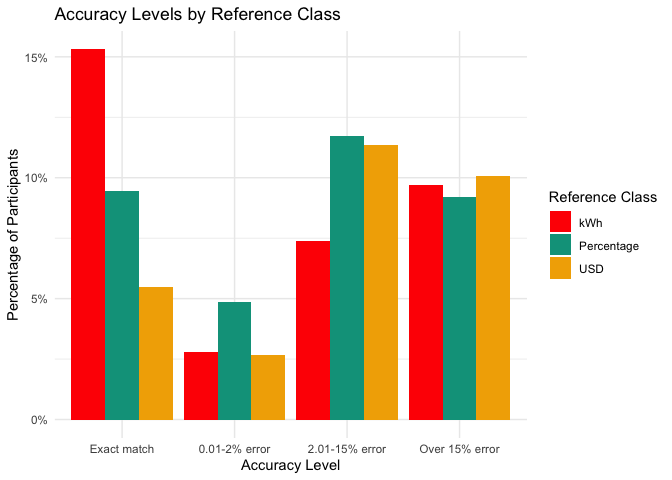 Accuracy Levels by Reference Class
Percentage of Participants
15%
10%
5%
0%
Exact match
0.01-2% error
2.01-15% error
Over 15% error
Accuracy Level
Reference Class
kWh
Percentage
USD